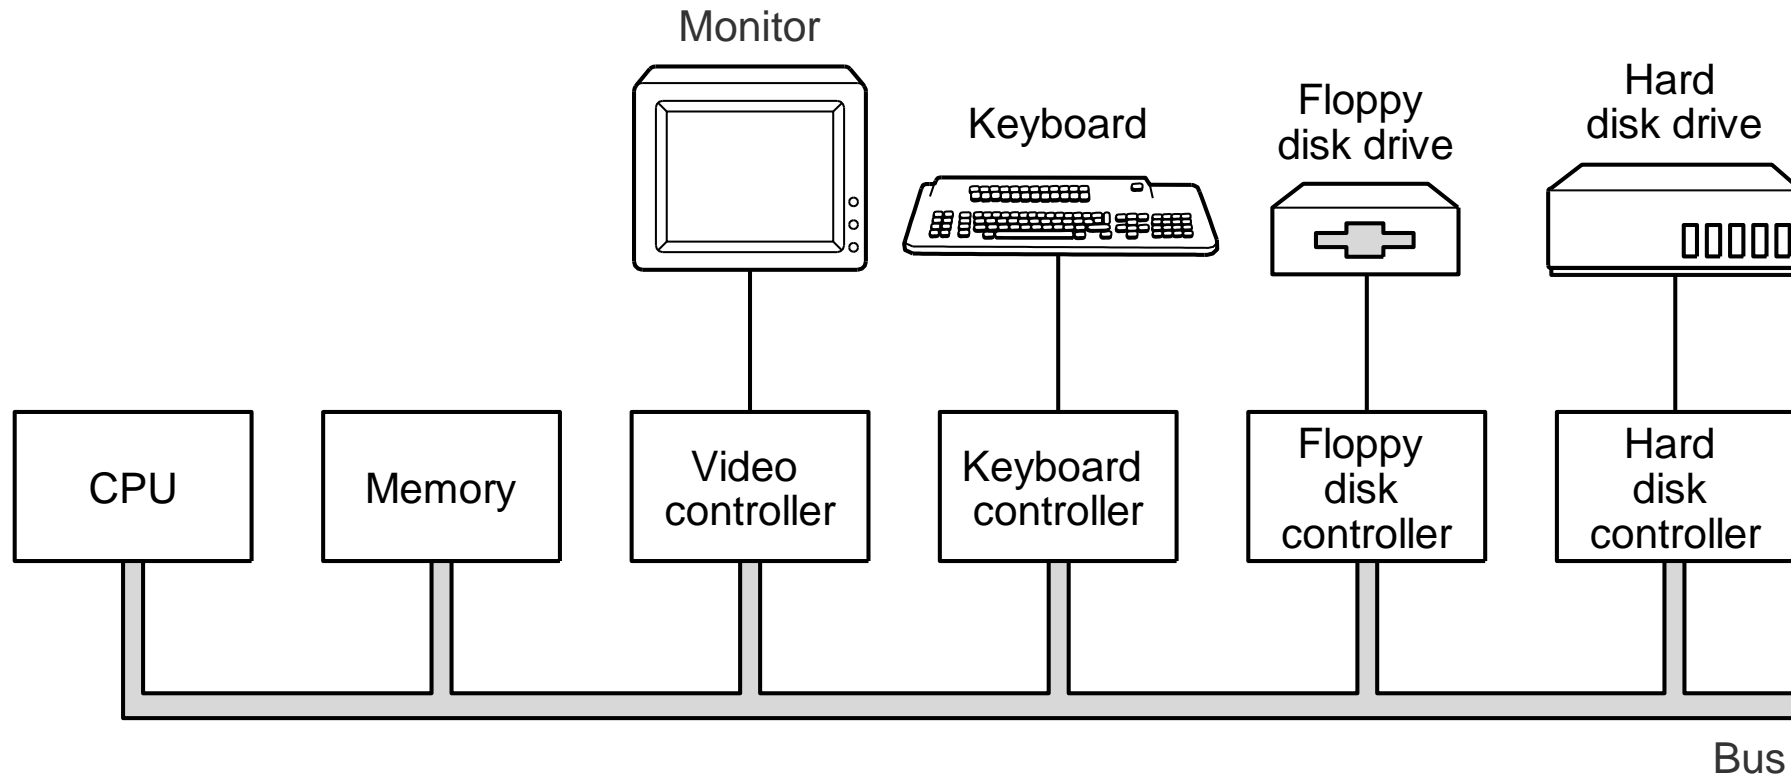 Monitor
Keyboard
Floppy
disk drive
Hard
disk drive
CPU
Memory
Video
controller
Keyboard
controller
Floppy
disk
controller
Hard
disk
controller
Bus